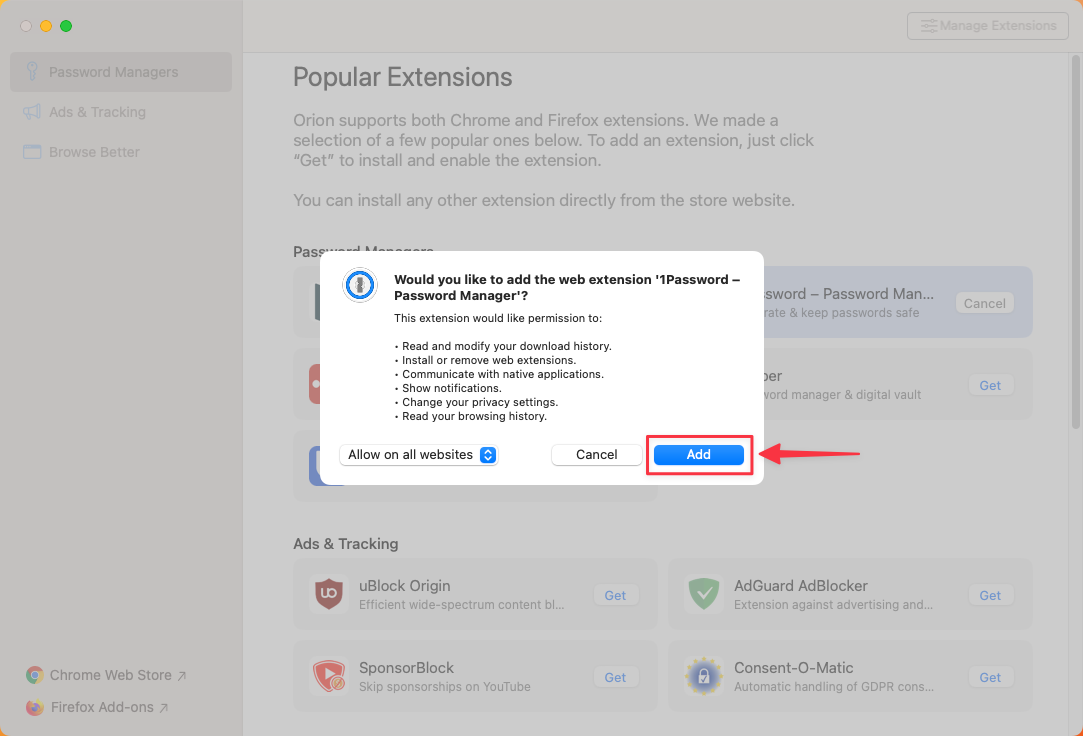 Manage Extensions
Password Managers
Ads & Tracking
Browse Better
Popular Extensions
Orion supports both Chrome and Firefox extensions. We made a
selection of a few popular ones below. To add an extension, just click
“Get” to install and enable the extension.
You can install any other extension directly from the store website.
Password Managers
Would you like to add the web extension '1Password –
Password Manager'?
This extension would like permission to:
• Read and modify your download history.
• Install or remove web extensions.
• Communicate with native applications.
• Show notifications.
• Change your privacy settings.
• Read your browsing history.
Allow on all websites
Cancel
Add
– Password Man...
& keep passwords safe
Cancel
manager & digital vault
Get
Ads & Tracking
uBlock Origin
Efficient wide-spectrum content bl...
Get
AdGuard AdBlocker
Extension against advertising and...
Get
SponsorBlock
Skip sponsorships on YouTube
Get
Consent-O-Matic
Automatic handling of GDPR cons...
Get
Chrome Web Store ↗
Firefox Add-ons ↗